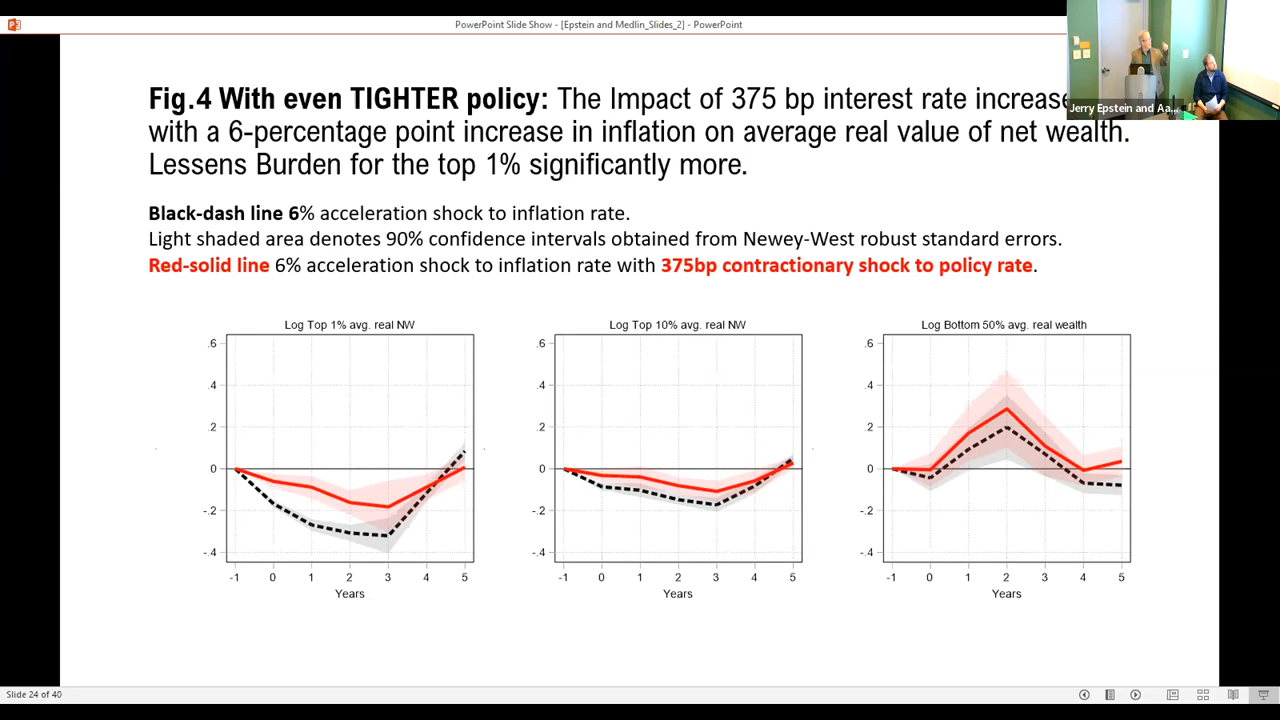 PowerPoint Slide Show - [Epstein and Medlin_Slides_2] - PowerPoint
Jerry Epstein and Aa...
Fig.4 With even TIGHTER policy: The Impact of 375 bp interest rate increase
with a 6-percentage point increase in inflation on average real value of net wealth.
Lessens Burden for the top 1% significantly more.
Black-dash line 6% acceleration shock to inflation rate.
Light shaded area denotes 90% confidence intervals obtained from Newey-West robust standard errors.
Red-solid line 6% acceleration shock to inflation rate with 375bp contractionary shock to policy rate.
Log Top 1% avg. real NW
.6
.4
.2
0
-.2
-.4
-1 0 1 2 3 4 5
Years
Log Top 10% avg. real NW
.6
.4
.2
0
-.2
-.4
-1 0 1 2 3 4 5
Years
Log Bottom 50% avg. real wealth
.6
.4
.2
0
-.2
-.4
-1 0 1 2 3 4 5
Years
Slide 24 of 40